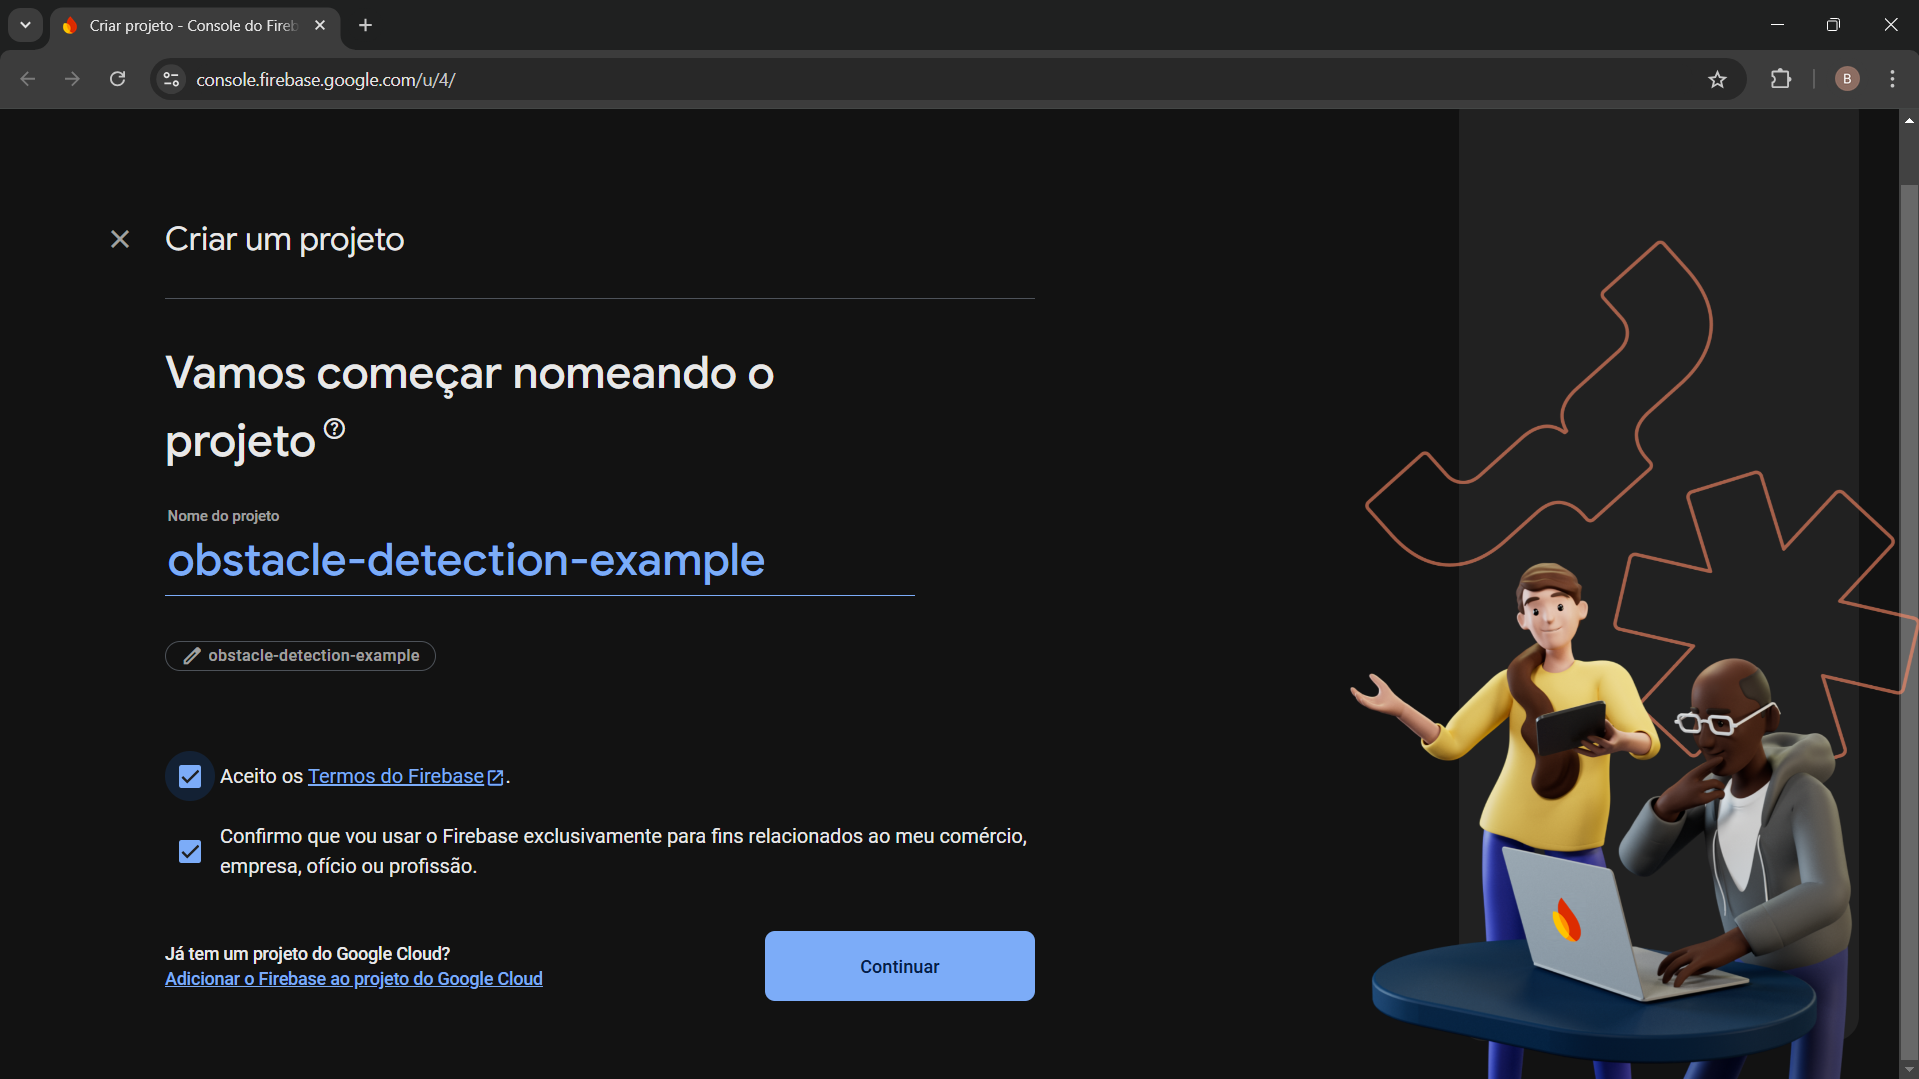 Criar projeto - Console do Fireb
console.firebase.google.com/u/4/
B
Criar um projeto
Vamos começar nomeando o
projeto
Nome do projeto
obstacle-detection-example
obstacle-detection-example
Aceito os Termos do Firebase.
Confirmo que vou usar o Firebase exclusivamente para fins relacionados ao meu comércio,
empresa, ofício ou profissão.
Já tem um projeto do Google Cloud?
Adicionar o Firebase ao projeto do Google Cloud
Continuar